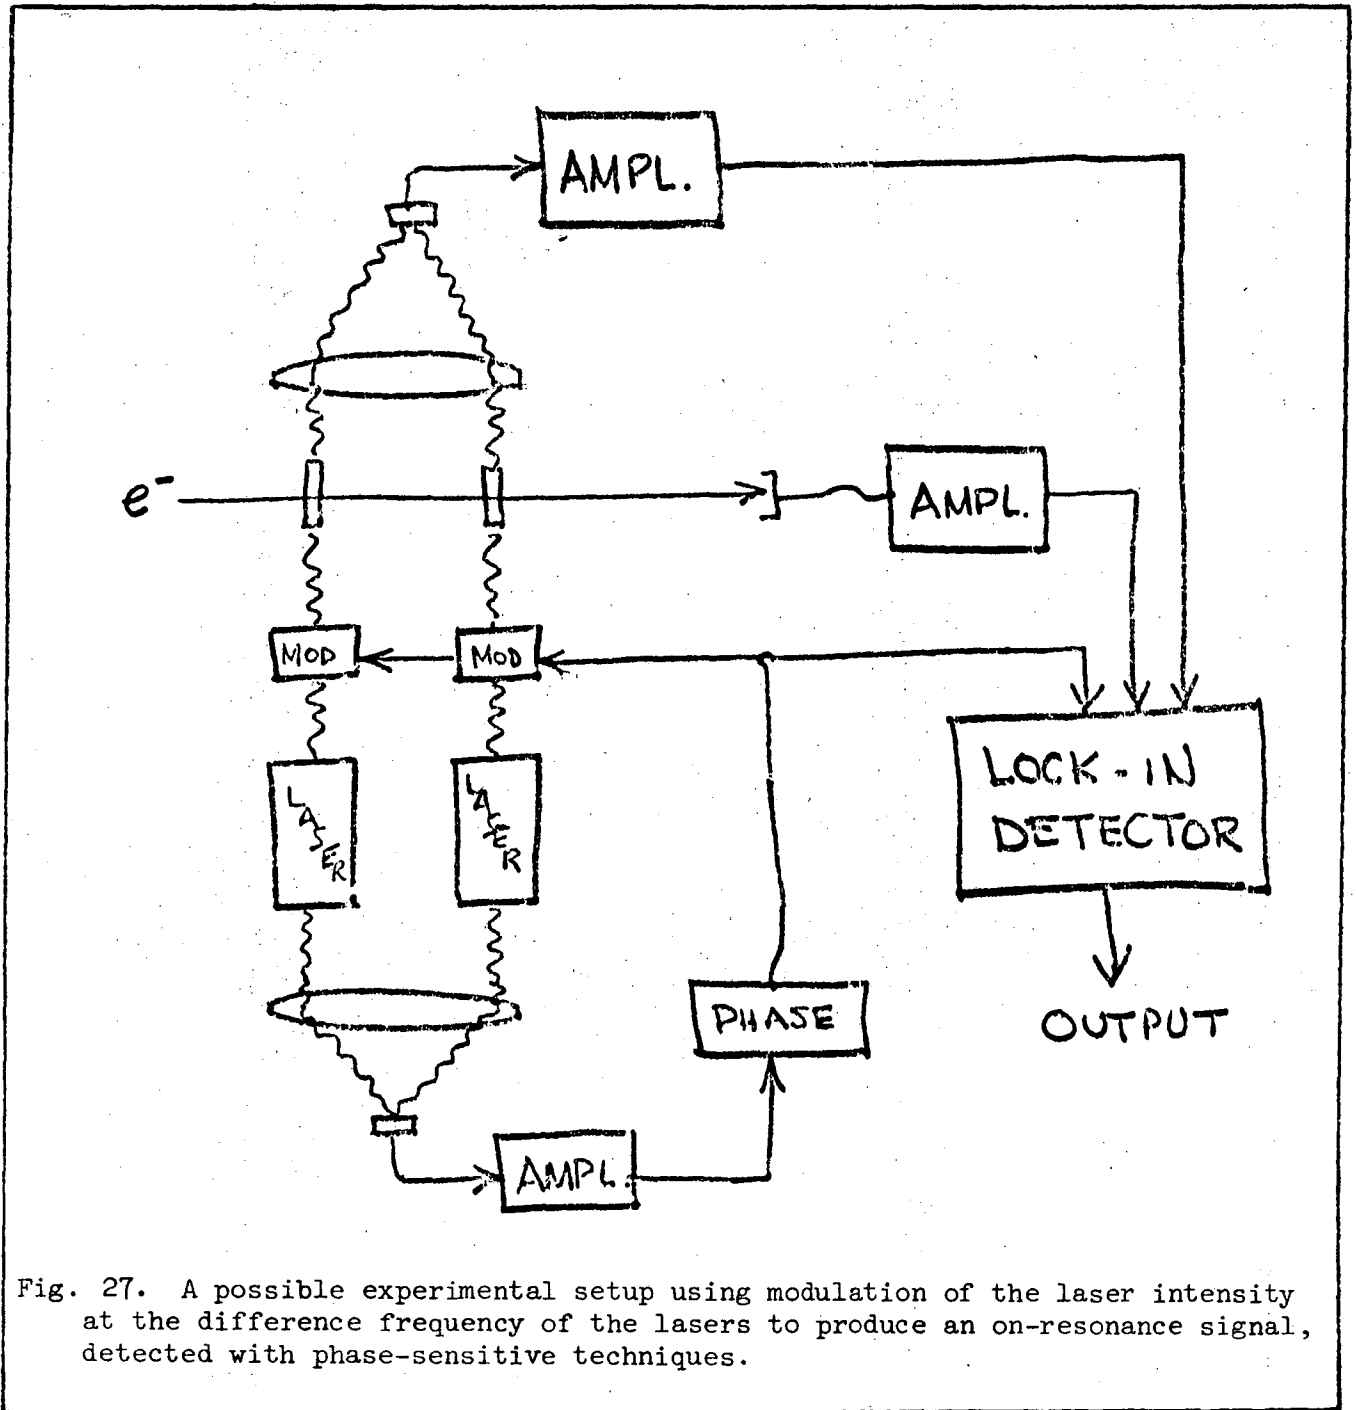 AMPL.
e⁻
AMPL.
MOD
MOD
LASER
LASER
LOCK-IN
DETECTOR
PHASE
OUTPUT
AMPL.
Fig. 27. A possible experimental setup using modulation of the laser intensity
at the difference frequency of the lasers to produce an on-resonance signal,
detected with phase-sensitive techniques.